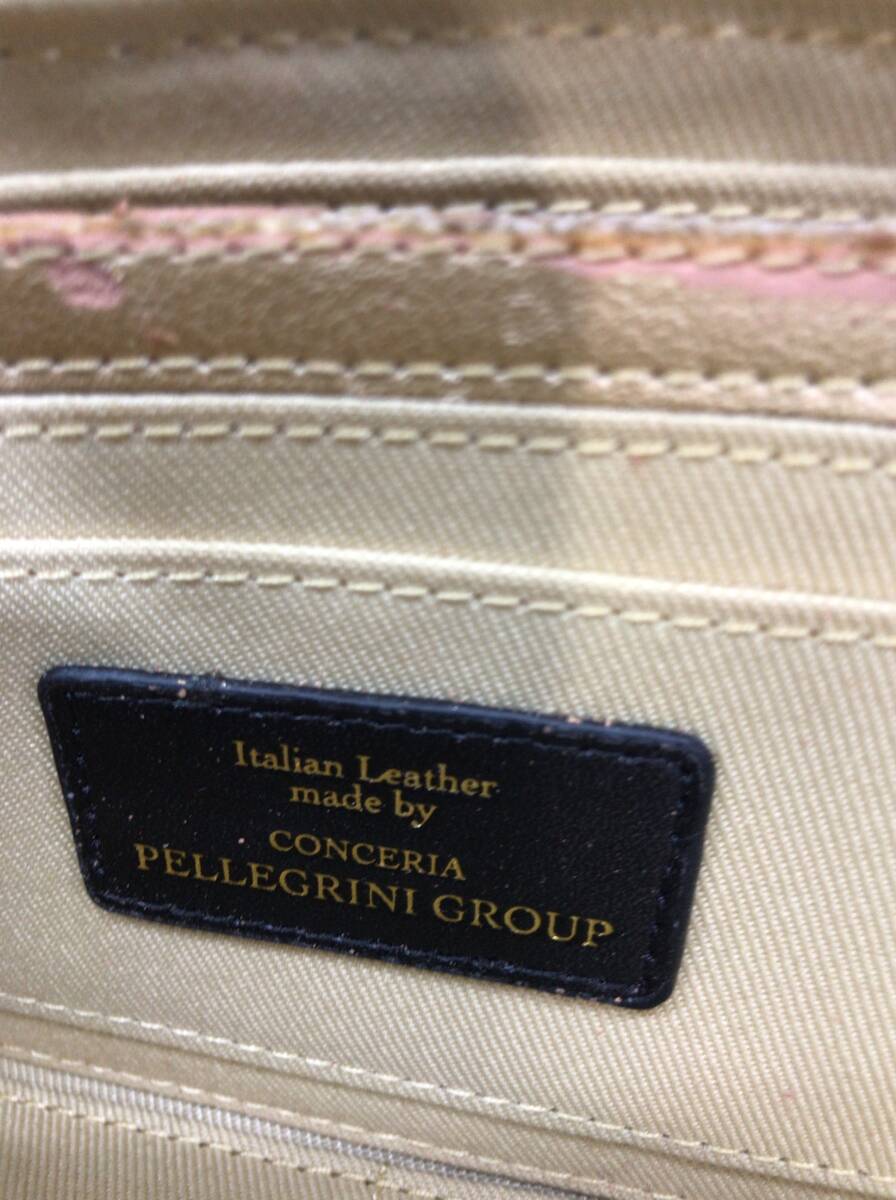 Italian Leather
made by
CONCERIA
PELLEGRINI GROUP